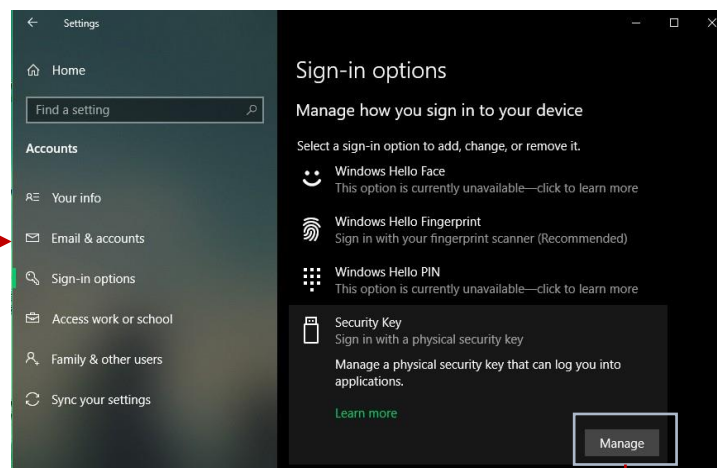 Settings
Home
Find a setting
Accounts
Your info
Email & accounts
Sign-in options
Access work or school
Family & other users
Sync your settings
Sign-in options
Manage how you sign in to your device
Select a sign-in option to add, change, or remove it.
Windows Hello Face
This option is currently unavailable—click to learn more
Windows Hello Fingerprint
Sign in with your fingerprint scanner (Recommended)
Windows Hello PIN
This option is currently unavailable—click to learn more
Security Key
Sign in with a physical security key
Manage a physical security key that can log you into
applications.
Learn more
Manage